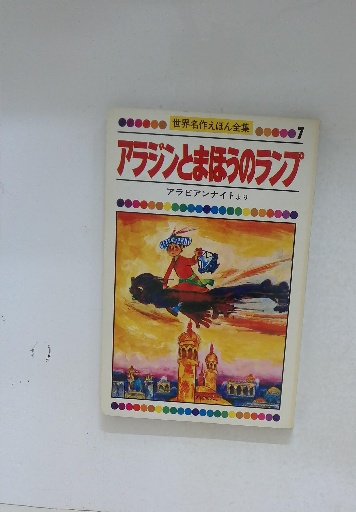 世界名作えほん全集 7
アラジンとまほうのランプ
アラビアンナイトより